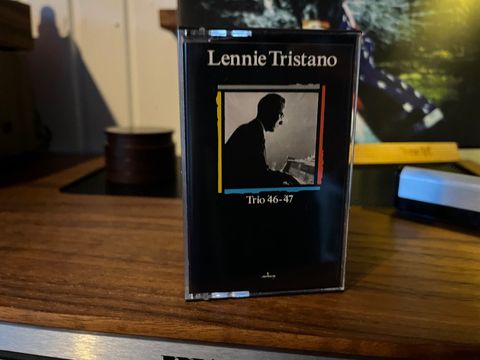 Lennie Tristano
Trio '46-'47